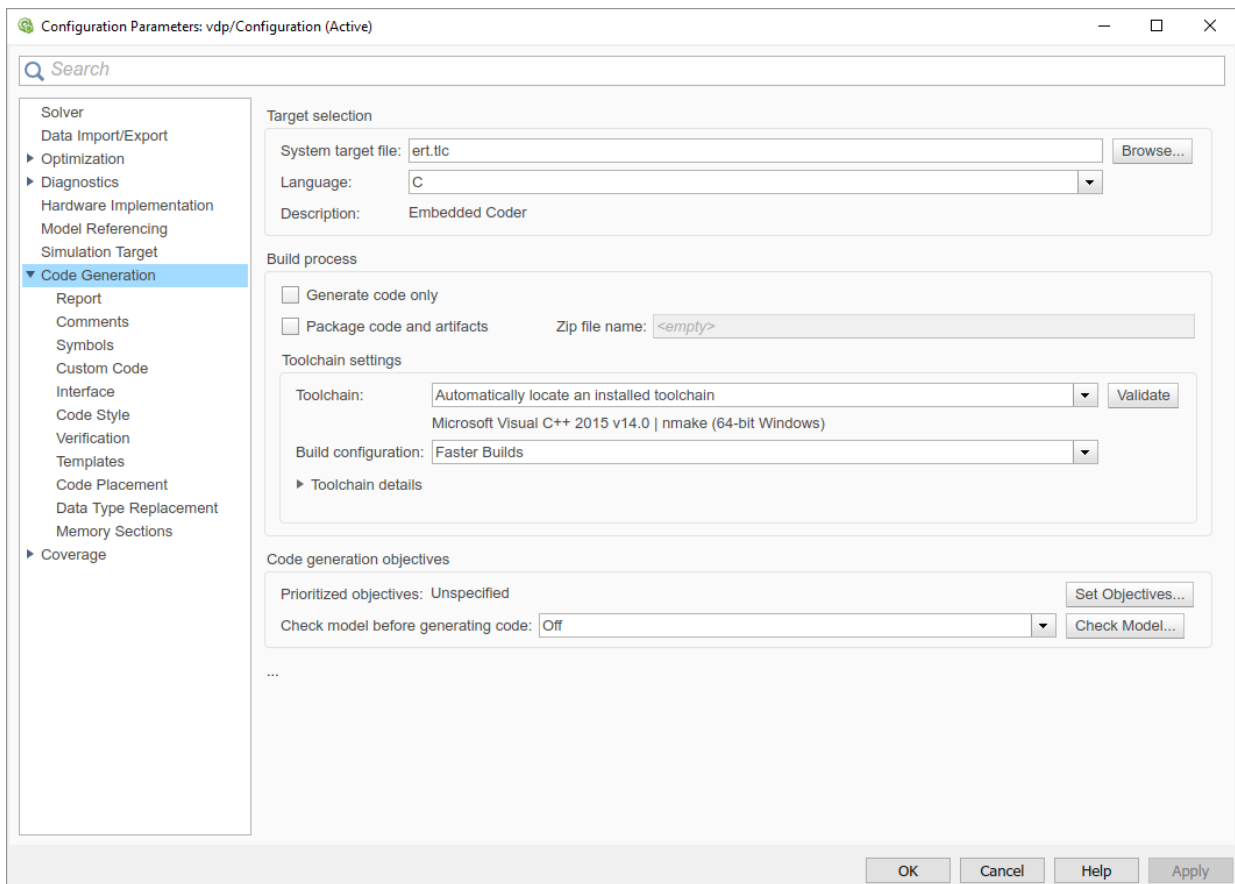 Configuration Parameters: vdp/Configuration (Active)
Search
Solver
Data Import/Export
Optimization
Diagnostics
Hardware Implementation
Model Referencing
Simulation Target
Code Generation
Report
Comments
Symbols
Custom Code
Interface
Code Style
Verification
Templates
Code Placement
Data Type Replacement
Memory Sections
Coverage
Target selection
System target file: ert.tlc Browse...
Language: C
Description: Embedded Coder
Build process
Generate code only
Package code and artifacts Zip file name: <empty>
Toolchain settings
Toolchain: Automatically locate an installed toolchain Validate
Microsoft Visual C++ 2015 v14.0 | nmake (64-bit Windows)
Build configuration: Faster Builds
Toolchain details
Code generation objectives
Prioritized objectives: Unspecified Set Objectives...
Check model before generating code: Off Check Model...
...
OK Cancel Help Apply